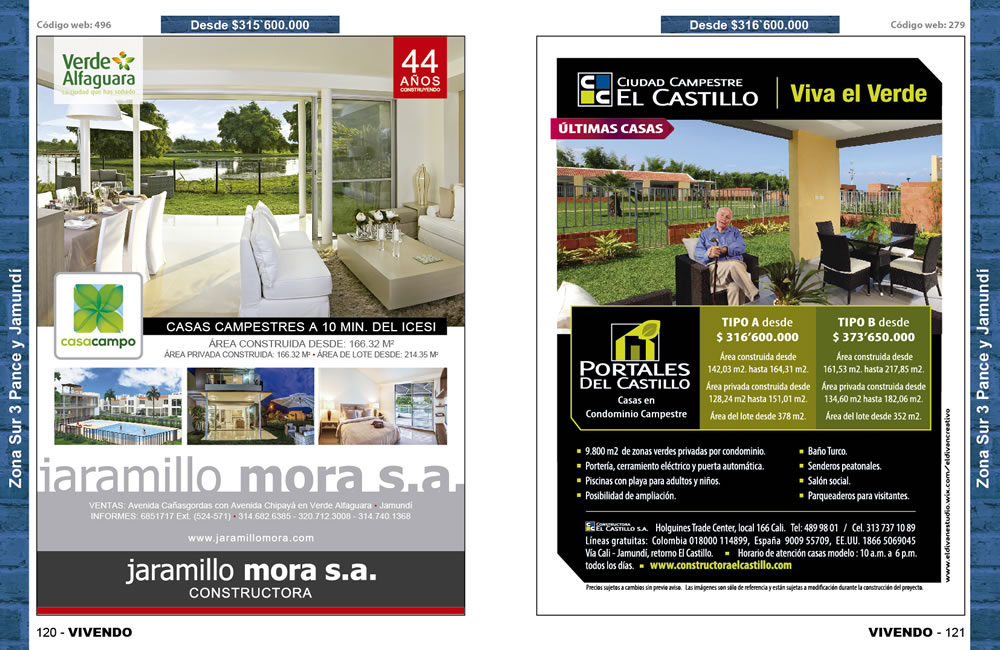 Código web: 496
Desde $315`600.000
Zona Sur 3 Pance y Jamundí
Verde
Alfaguara
La ciudad que has soñado
44
AÑOS
CONSTRUYENDO
casacampo
CASAS CAMPESTRES A 10 MIN. DEL ICESI
ÁREA CONSTRUIDA DESDE: 166.32 M²
ÁREA PRIVADA CONSTRUIDA: 166.32 M² • ÁREA DE LOTE DESDE: 214.35 M²
jaramillo mora s.a.
VENTAS: Avenida Cañasgordas con Avenida Chipayá en Verde Alfaguara • Jamundí
INFORMES: 6851717 Ext. (524-571) • 314.682.6385 - 320.712.3008 - 314.740.1368
www.jaramillomora.com
jaramillo mora s.a.
CONSTRUCTORA
120 - VIVENDO
Desde $316`600.000
Código web: 279
CIUDAD CAMPESTRE
EL CASTILLO
Viva el Verde
ÚLTIMAS CASAS
PORTALES
DEL CASTILLO
Casas en
Condominio Campestre
TIPO A desde
$ 316'600.000
Área construida desde
142,03 m2. hasta 164,31 m2.
Área privada construida desde
128,24 m2 hasta 151,01 m2.
Área del lote desde 378 m2.
TIPO B desde
$ 373'650.000
Área construida desde
161,53 m2. hasta 217,85 m2.
Área privada construida desde
134,60 m2 hasta 182,06 m2.
Área del lote desde 352 m2.
9.800 m2 de zonas verdes privadas por condominio.
Portería, cerramiento eléctrico y puerta automática.
Piscinas con playa para adultos y niños.
Posibilidad de ampliación.
Baño Turco.
Senderos peatonales.
Salón social.
Parqueaderos para visitantes.
CONSTRUCTORA
EL CASTILLO S.A.
Holguines Trade Center, local 166 Cali. Tel: 489 98 01 / Cel. 313 737 10 89
Líneas gratuitas: Colombia 018000 114899, España 9009 55709, EE.UU. 1866 5069045
Vía Cali - Jamundí, retorno El Castillo. Horario de atención casas modelo : 10 a.m. a 6 p.m.
todos los días. www.constructoraelcastillo.com
Precios sujetos a cambios sin previo aviso. Las imágenes son sólo de referencia y están sujetas a modificación durante la construcción del proyecto.
www.eldivanestudio.wix.com/eldivancreativo
Zona Sur 3 Pance y Jamundí
VIVENDO - 121